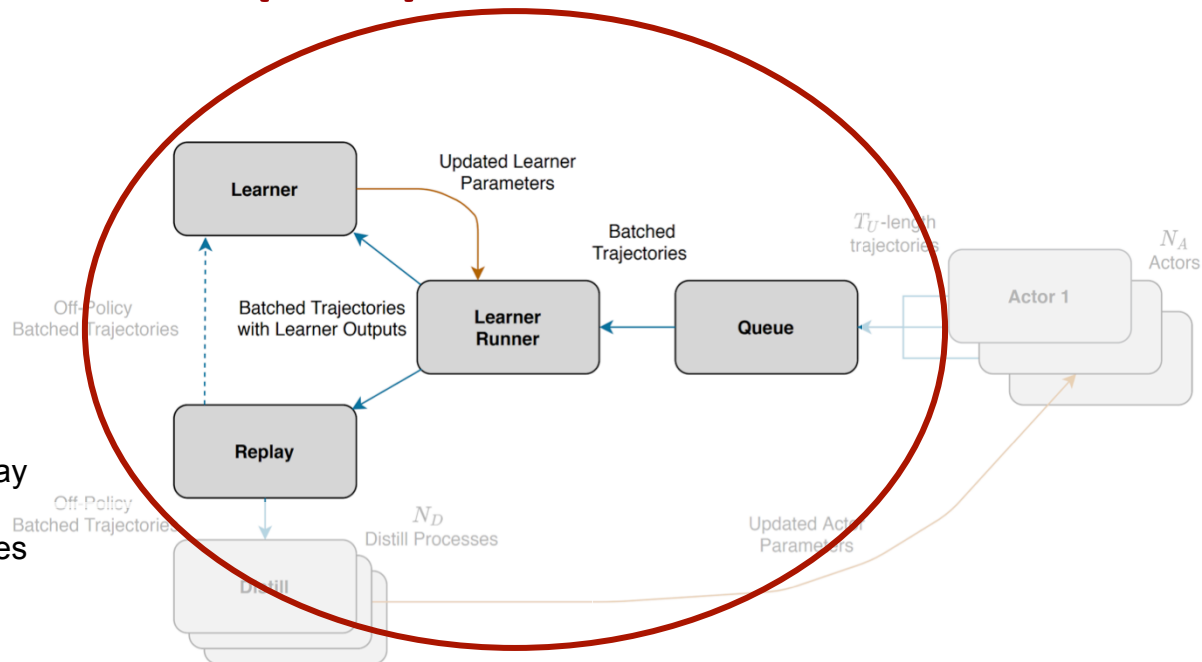 Learner
Updated Learner
Parameters
Batched
Trajectories
$T_U$-length
trajectories
$N_A$
Actors
Actor 1
Off-Policy
Batched Trajectories
Batched Trajectories
with Learner Outputs
Learner
Runner
Queue
Replay
ay
Off-Policy
Batched Trajectories
es
$N_D$
Distill Processes
Updated Actor
Parameters
Distill